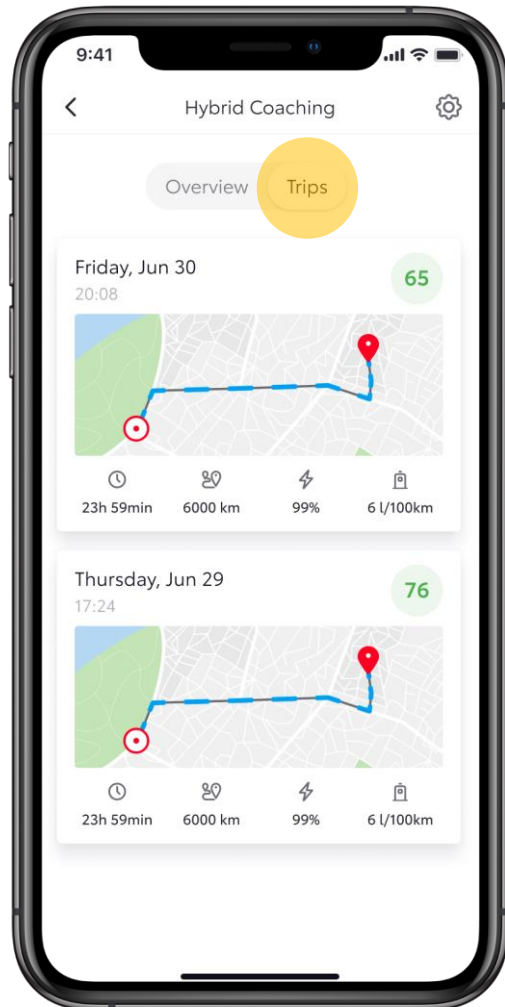 9:41
Hybrid Coaching
Overview Trips
Friday, Jun 30
65
20:08
23h 59min 6000 km 99% 6 l/100km
Thursday, Jun 29
76
17:24
23h 59min 6000 km 99% 6 l/100km